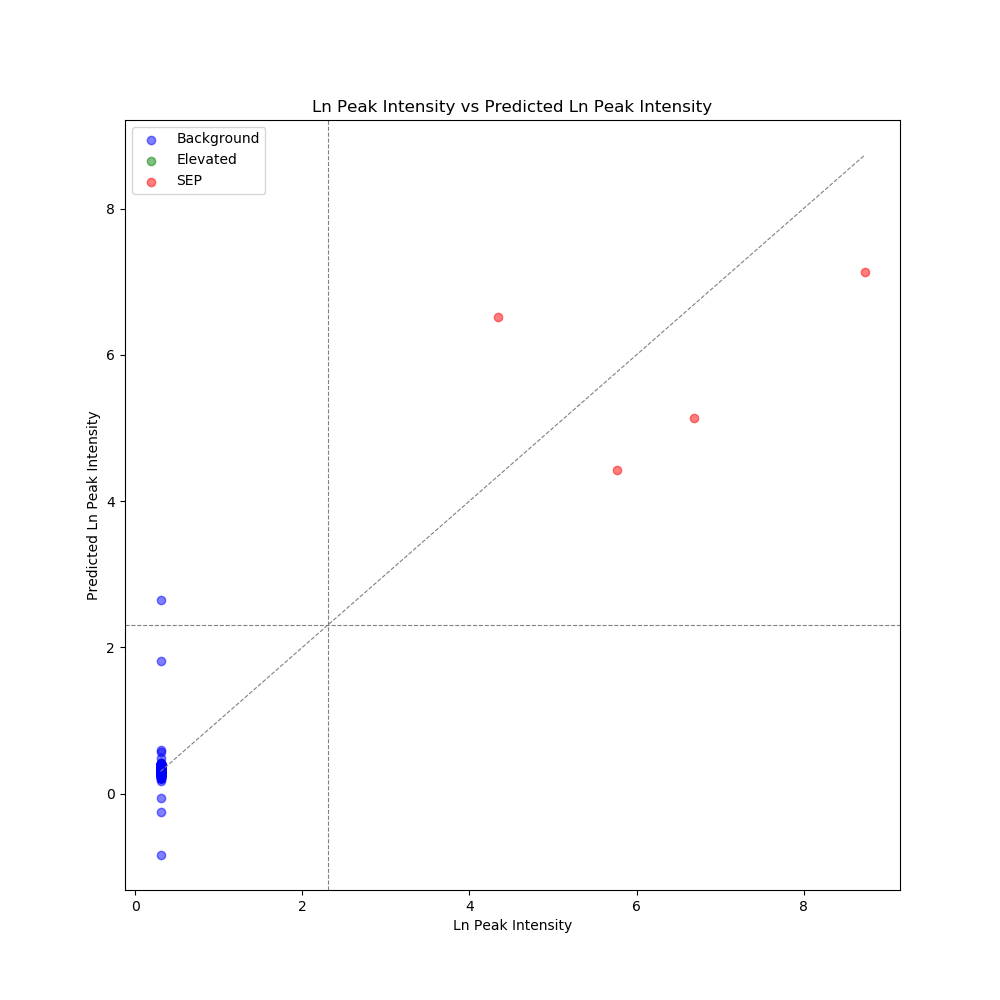 Ln Peak Intensity vs Predicted Ln Peak Intensity
Background
Elevated
SEP
8
6
4
2
0
Predicted Ln Peak Intensity
0 2 4 6 8
Ln Peak Intensity